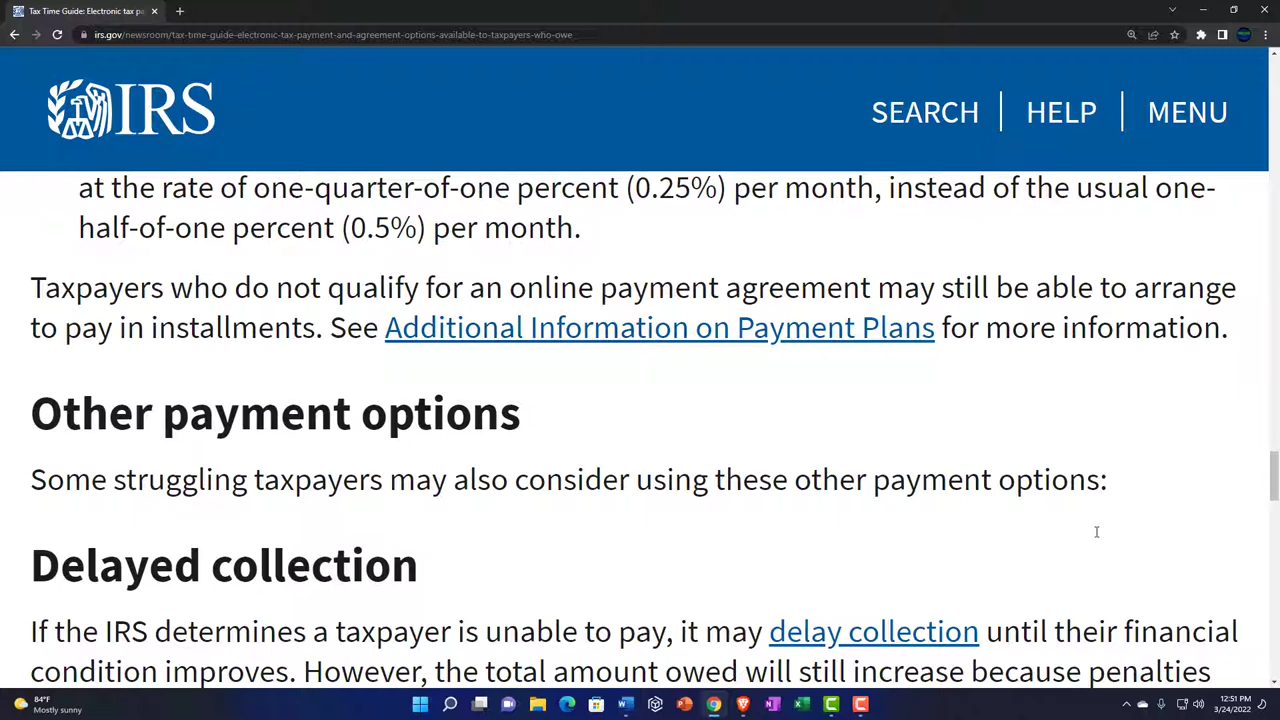 Tax Time Guide: Electronic tax p
irs.gov/newsroom/tax-time-guide-electronic-tax-payment-and-agreement-options-available-to-taxpayers-who-owe
IRS
SEARCH
HELP
MENU
at the rate of one-quarter-of-one percent (0.25%) per month, instead of the usual one-
half-of-one percent (0.5%) per month.
Taxpayers who do not qualify for an online payment agreement may still be able to arrange
to pay in installments. See Additional Information on Payment Plans for more information.
Other payment options
Some struggling taxpayers may also consider using these other payment options:
Delayed collection
If the IRS determines a taxpayer is unable to pay, it may delay collection until their financial
condition improves. However, the total amount owed will still increase because penalties
84°F
Mostly sunny
12:51 PM
3/24/2022